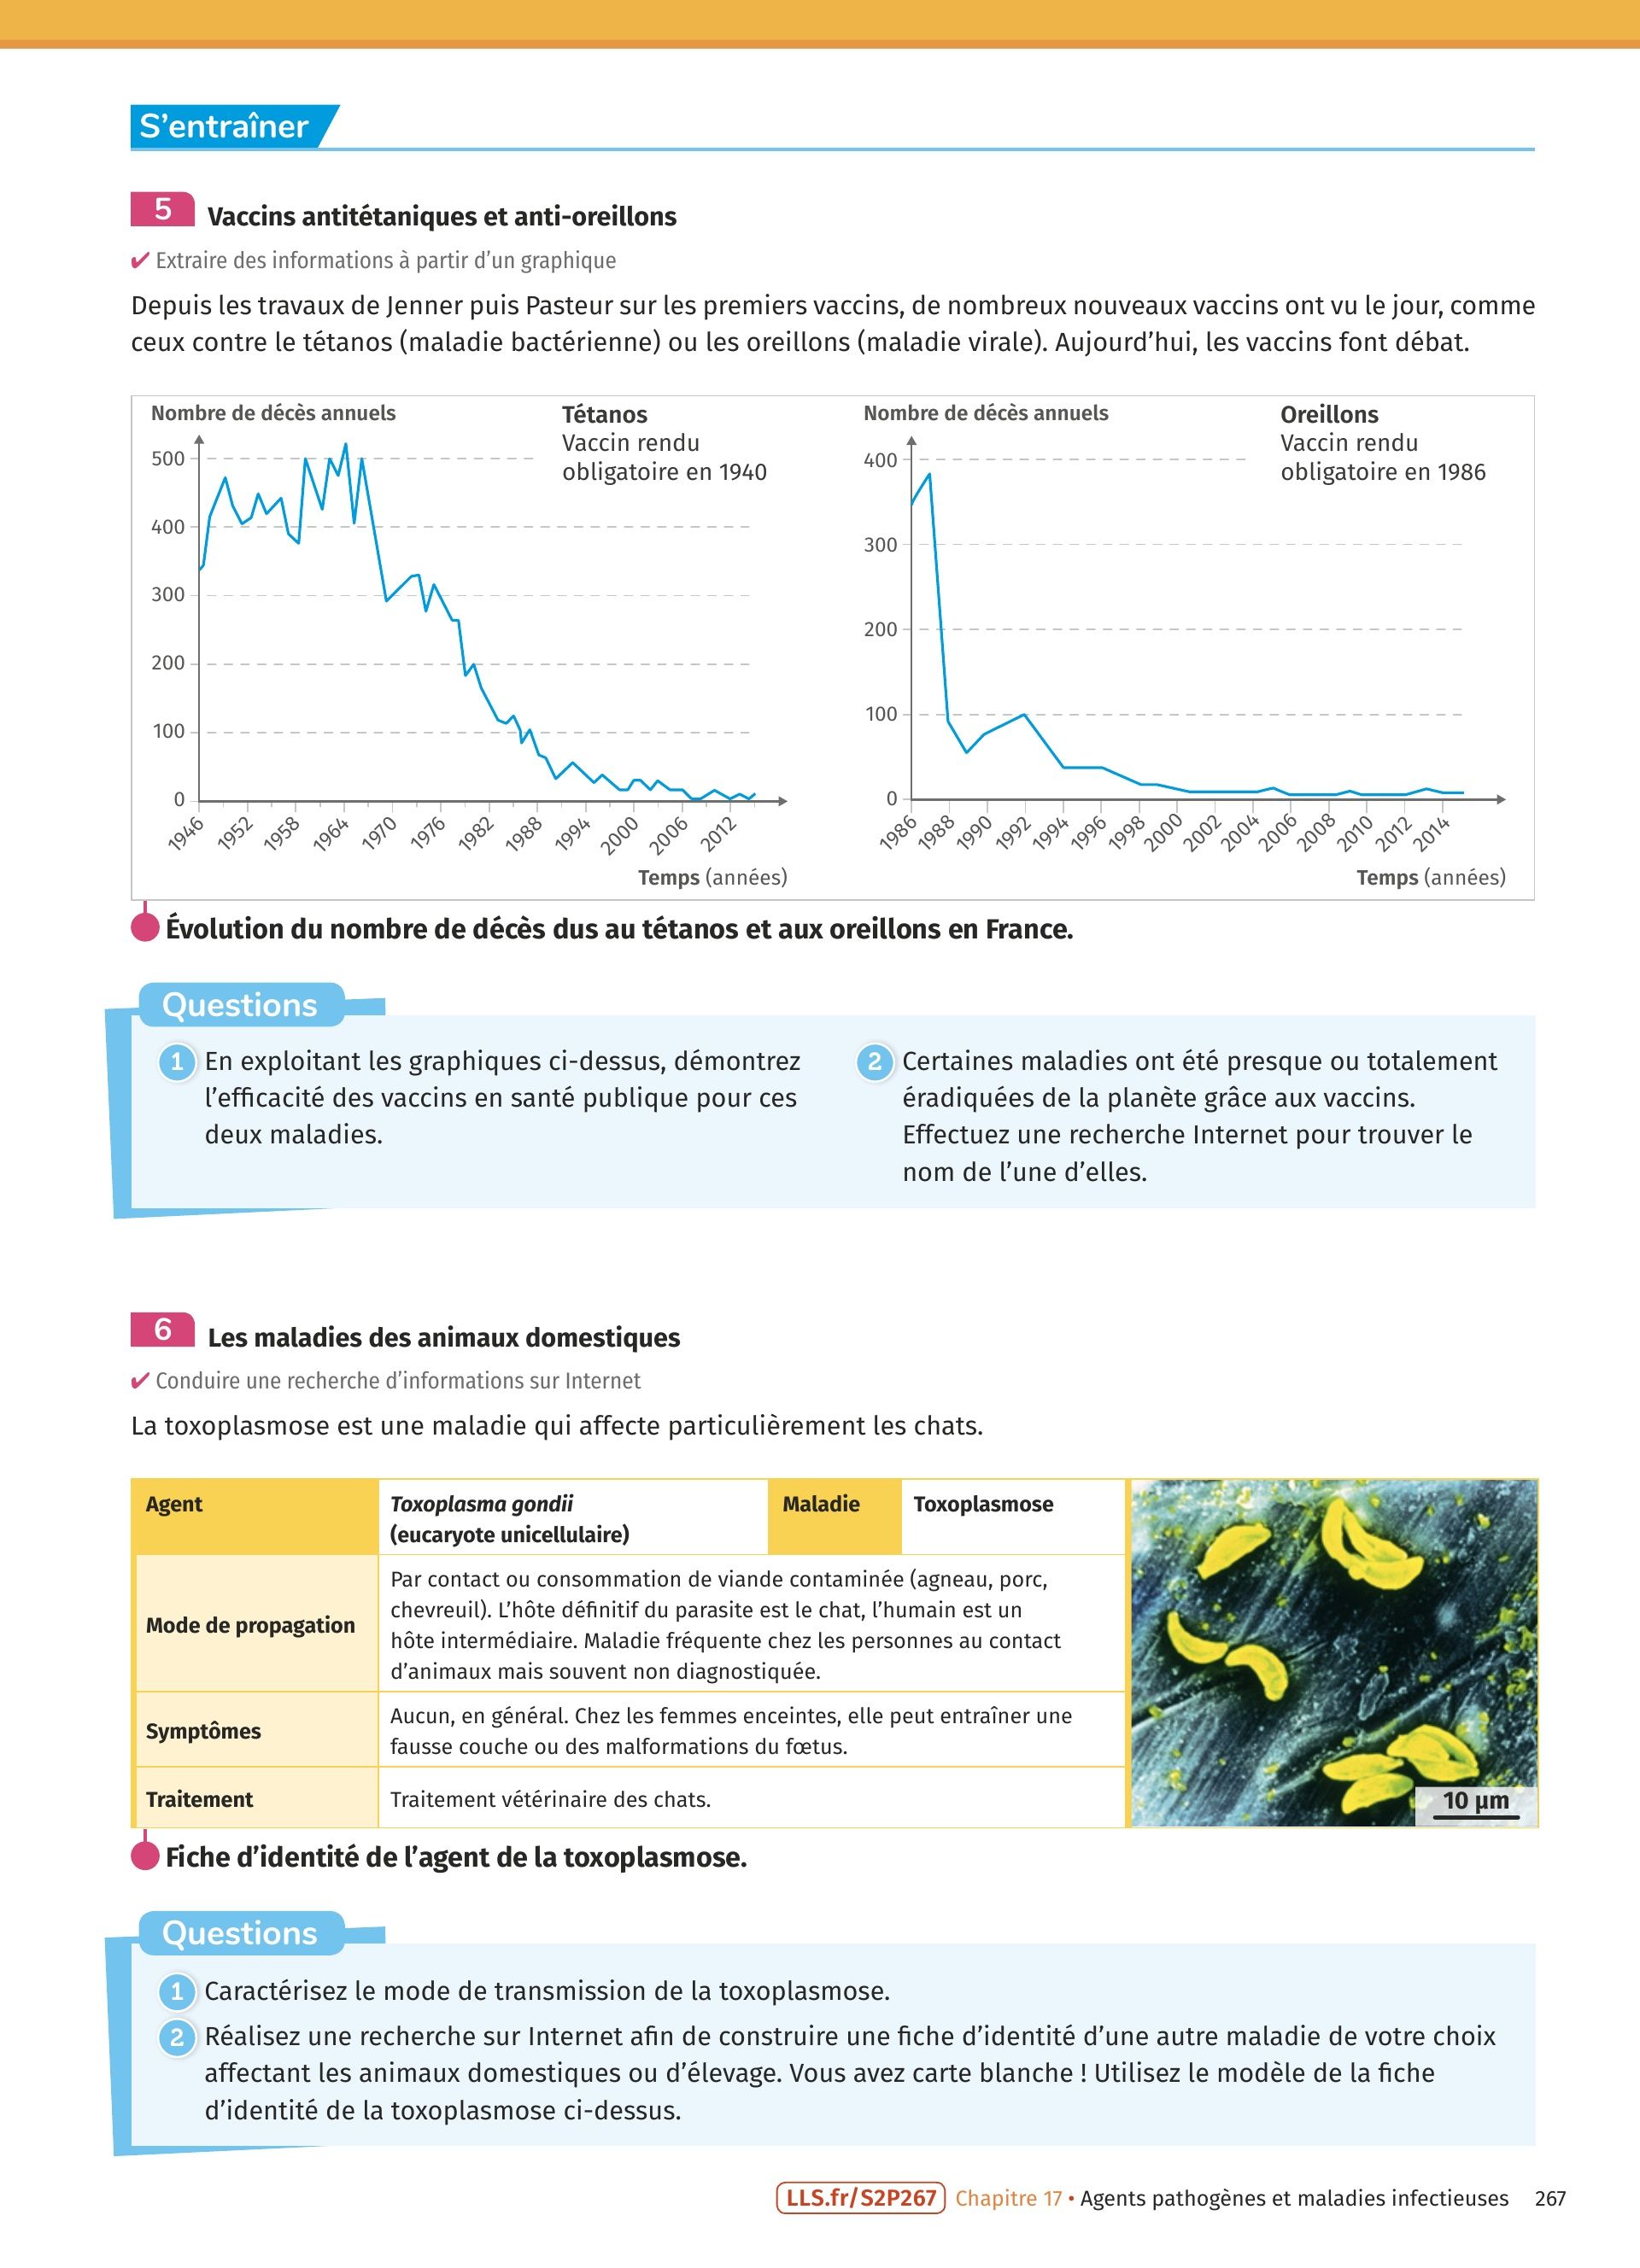 S'entraîner
5 Vaccins antitétaniques et anti-oreillons
✔ Extraire des informations à partir d'un graphique
Depuis les travaux de Jenner puis Pasteur sur les premiers vaccins, de nombreux nouveaux vaccins ont vu le jour, comme
ceux contre le tétanos (maladie bactérienne) ou les oreillons (maladie virale). Aujourd'hui, les vaccins font débat.
Nombre de décès annuels
Tétanos
Vaccin rendu
obligatoire en 1940
500
400
300
200
100
0
1946 1952 1958 1964 1970 1976 1982 1988 1994 2000 2006 2012
Temps (années)
Nombre de décès annuels
Oreillons
Vaccin rendu
obligatoire en 1986
400
300
200
100
0
1986 1988 1990 1992 1994 1996 1998 2000 2002 2004 2006 2008 2010 2012 2014
Temps (années)
Évolution du nombre de décès dus au tétanos et aux oreillons en France.
Questions
1 En exploitant les graphiques ci-dessus, démontrez
l'efficacité des vaccins en santé publique pour ces
deux maladies.
2 Certaines maladies ont été presque ou totalement
éradiquées de la planète grâce aux vaccins.
Effectuez une recherche Internet pour trouver le
nom de l'une d'elles.
6 Les maladies des animaux domestiques
✔ Conduire une recherche d'informations sur Internet
La toxoplasmose est une maladie qui affecte particulièrement les chats.
Agent
Toxoplasma gondii
(eucaryote unicellulaire)
Maladie
Toxoplasmose
Mode de propagation
Par contact ou consommation de viande contaminée (agneau, porc,
chevreuil). L'hôte définitif du parasite est le chat, l'humain est un
hôte intermédiaire. Maladie fréquente chez les personnes au contact
d'animaux mais souvent non diagnostiquée.
Symptômes
Aucun, en général. Chez les femmes enceintes, elle peut entraîner une
fausse couche ou des malformations du fœtus.
Traitement
Traitement vétérinaire des chats.
10 µm
Fiche d'identité de l'agent de la toxoplasmose.
Questions
1 Caractérisez le mode de transmission de la toxoplasmose.
2 Réalisez une recherche sur Internet afin de construire une fiche d'identité d'une autre maladie de votre choix
affectant les animaux domestiques ou d'élevage. Vous avez carte blanche ! Utilisez le modèle de la fiche
d'identité de la toxoplasmose ci-dessus.
LLS.fr/S2P267 Chapitre 17 • Agents pathogènes et maladies infectieuses 267